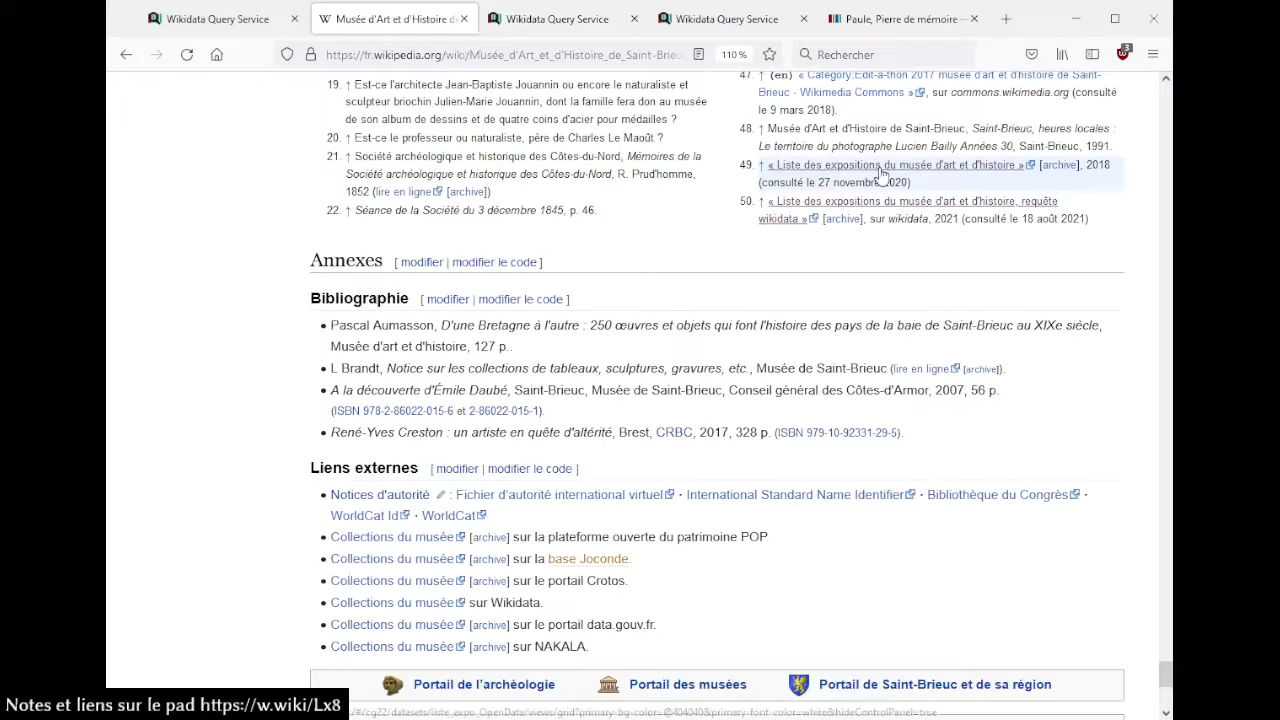 Wikidata Query Service
Musée d'Art et d'Histoire de
Wikidata Query Service
Wikidata Query Service
Paule, Pierre de mémoire —
https://fr.wikipedia.org/wiki/Musée_d'Art_et_d'Histoire_de_Saint-Brieu
110 %
Rechercher
3
19. ↑ Est-ce l'architecte Jean-Baptiste Jouannin ou encore le naturaliste et
sculpteur briochin Julien-Marie Jouannin, dont la famille fera don au musée
de son album de dessins et de quatre coins d'acier pour médailles ?
20. ↑ Est-ce le professeur ou naturaliste, père de Charles Le Maoût ?
21. ↑ Société archéologique et historique des Côtes-du-Nord, Mémoires de la
Société archéologique et historique des Côtes-du-Nord, R. Prud'homme,
1852 (lire en ligne [archive])
22. ↑ Séance de la Société du 3 décembre 1845, p. 46.
47. ↑ (en) « Category:Edit-a-thon 2017 musée d'art et d'histoire de Saint-
Brieuc - Wikimedia Commons », sur commons.wikimedia.org (consulté
le 9 mars 2018).
48. ↑ Musée d'Art et d'Histoire de Saint-Brieuc, Saint-Brieuc, heures locales :
Le territoire du photographe Lucien Bailly Années 30, Saint-Brieuc, 1991.
49. ↑ « Liste des expositions du musée d'art et d'histoire » [archive], 2018
(consulté le 27 novembre 2020)
50. ↑ « Liste des expositions du musée d'art et d'histoire, requête
wikidata » [archive], sur wikidata, 2021 (consulté le 18 août 2021)
Annexes [ modifier | modifier le code ]
Bibliographie [ modifier | modifier le code ]
• Pascal Aumasson, D'une Bretagne à l'autre : 250 œuvres et objets qui font l'histoire des pays de la baie de Saint-Brieuc au XIXe siècle,
Musée d'art et d'histoire, 127 p..
• L Brandt, Notice sur les collections de tableaux, sculptures, gravures, etc., Musée de Saint-Brieuc (lire en ligne [archive]).
• A la découverte d'Émile Daubé, Saint-Brieuc, Musée de Saint-Brieuc, Conseil général des Côtes-d'Armor, 2007, 56 p.
(ISBN 978-2-86022-015-6 et 2-86022-015-1).
• René-Yves Creston : un artiste en quête d'altérité, Brest, CRBC, 2017, 328 p. (ISBN 979-10-92331-29-5).
Liens externes [ modifier | modifier le code ]
• Notices d'autorité : Fichier d'autorité international virtuel · International Standard Name Identifier · Bibliothèque du Congrès ·
WorldCat Id · WorldCat
• Collections du musée [archive] sur la plateforme ouverte du patrimoine POP
• Collections du musée [archive] sur la base Joconde.
• Collections du musée [archive] sur le portail Crotos.
• Collections du musée sur Wikidata.
• Collections du musée [archive] sur le portail data.gouv.fr.
• Collections du musée [archive] sur NAKALA.
Portail de l'archéologie Portail des musées Portail de Saint-Brieuc et de sa région
Notes et liens sur le pad https://w.wiki/Lx8
/#/cg22/datasets/liste_expo_OpenData/views/grid?primary-bg-color=@404040&primary-font-color=white&hideControlPanel=true